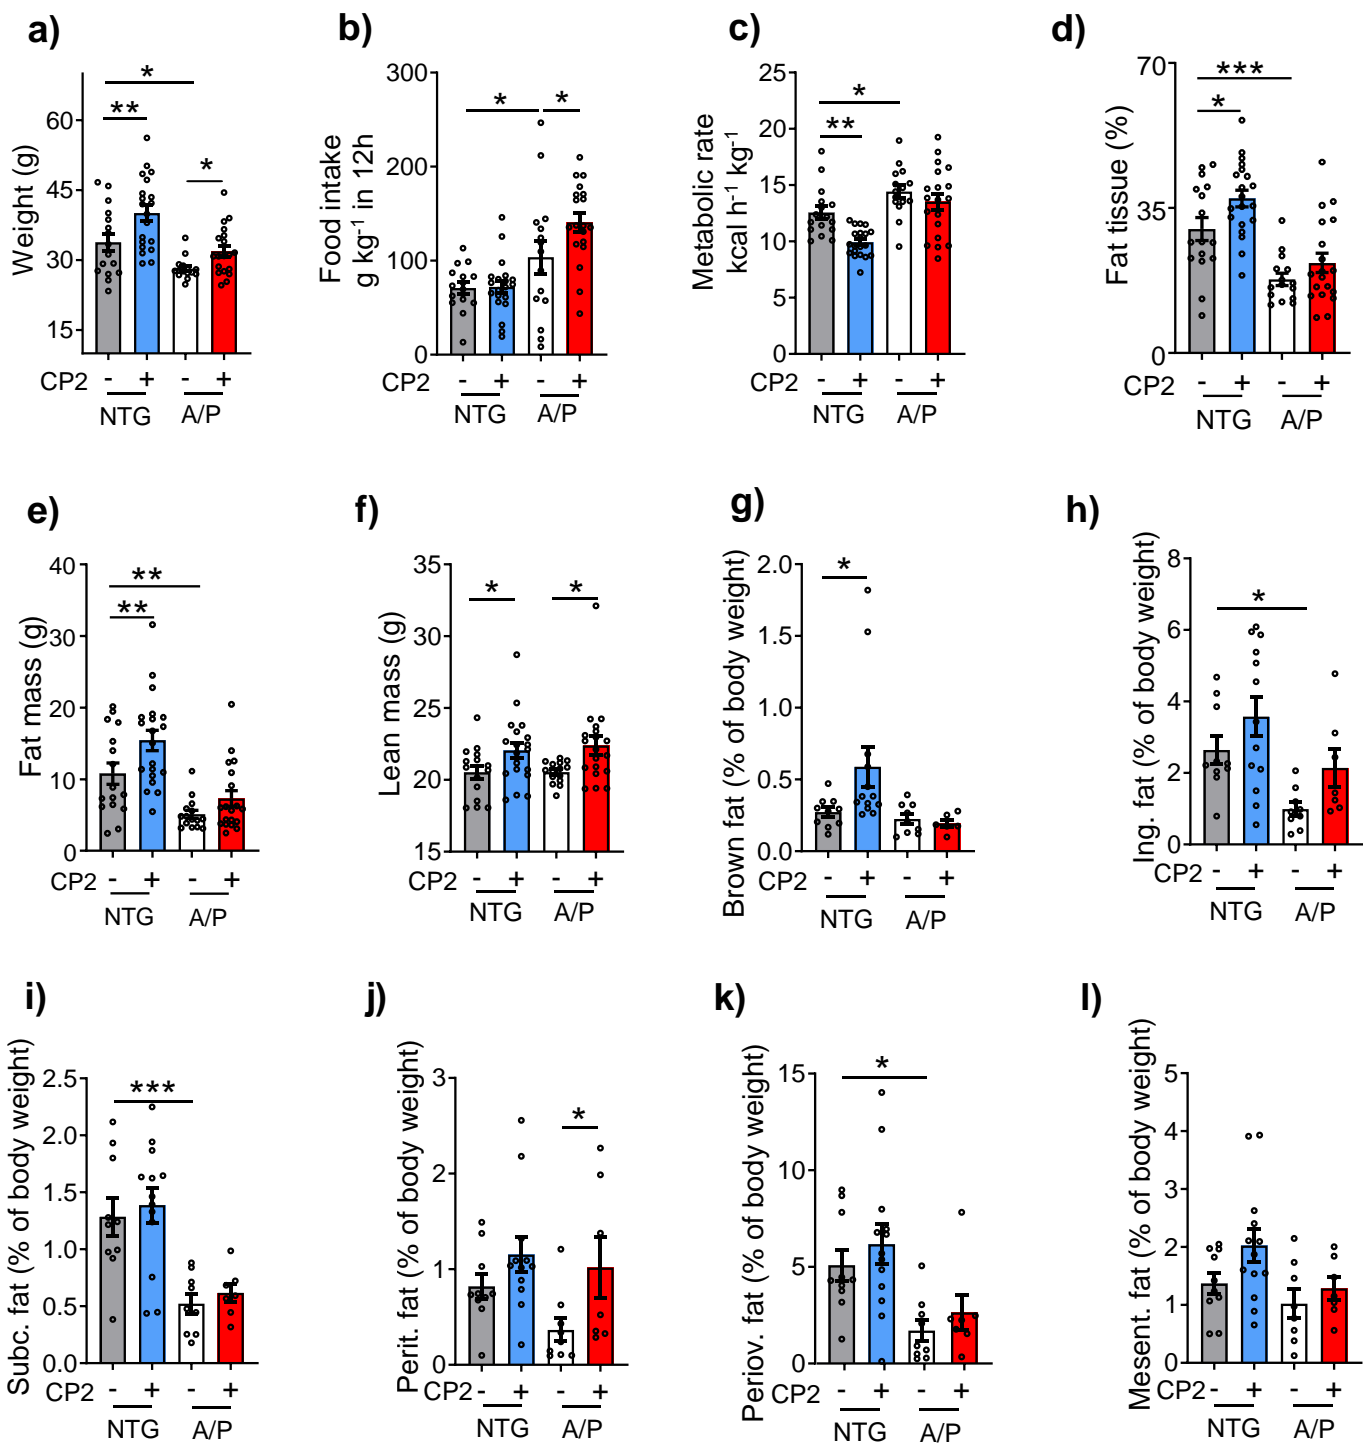 a)
Weight (g)
60
45
30
15
*
**
*
CP2 - + - +
NTG A/P
b)
Food intake
g kg⁻¹ in 12h
300
200
100
0
*
*
CP2 - + - +
NTG A/P
c)
Metabolic rate
kcal h⁻¹ kg⁻¹
25
20
15
10
5
0
*
**
CP2 - + - +
NTG A/P
d)
Fat tissue (%)
70
35
0
***
*
CP2 - + - +
NTG A/P
e)
Fat mass (g)
40
30
20
10
0
**
**
CP2 - + - +
NTG A/P
f)
Lean mass (g)
35
30
25
20
15
*
*
CP2 - + - +
NTG A/P
g)
Brown fat (% of body weight)
2.0
1.5
1.0
0.5
0.0
*
CP2 - + - +
NTG A/P
h)
Ing. fat (% of body weight)
8
6
4
2
0
*
CP2 - + - +
NTG A/P
i)
Subc. fat (% of body weight)
2.5
2.0
1.5
1.0
0.5
0.0
***
CP2 - + - +
NTG A/P
j)
Perit. fat (% of body weight)
3
2
1
0
*
CP2 - + - +
NTG A/P
k)
Periov. fat (% of body weight)
15
10
5
0
*
CP2 - + - +
NTG A/P
l)
Mesent. fat (% of body weight)
5
4
3
2
1
0
CP2 - + - +
NTG A/P